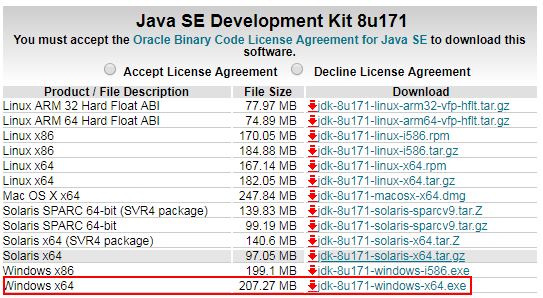 Java SE Development Kit 8u171
You must accept the Oracle Binary Code License Agreement for Java SE to download this
software.
Accept License Agreement Decline License Agreement
Product / File Description File Size Download
Linux ARM 32 Hard Float ABI 77.97 MB jdk-8u171-linux-arm32-vfp-hflt.tar.gz
Linux ARM 64 Hard Float ABI 74.89 MB jdk-8u171-linux-arm64-vfp-hflt.tar.gz
Linux x86 170.05 MB jdk-8u171-linux-i586.rpm
Linux x86 184.88 MB jdk-8u171-linux-i586.tar.gz
Linux x64 167.14 MB jdk-8u171-linux-x64.rpm
Linux x64 182.05 MB jdk-8u171-linux-x64.tar.gz
Mac OS X x64 247.84 MB jdk-8u171-macosx-x64.dmg
Solaris SPARC 64-bit (SVR4 package) 139.83 MB jdk-8u171-solaris-sparcv9.tar.Z
Solaris SPARC 64-bit 99.19 MB jdk-8u171-solaris-sparcv9.tar.gz
Solaris x64 (SVR4 package) 140.6 MB jdk-8u171-solaris-x64.tar.Z
Solaris x64 97.05 MB jdk-8u171-solaris-x64.tar.gz
Windows x86 199.1 MB jdk-8u171-windows-i586.exe
Windows x64 207.27 MB jdk-8u171-windows-x64.exe